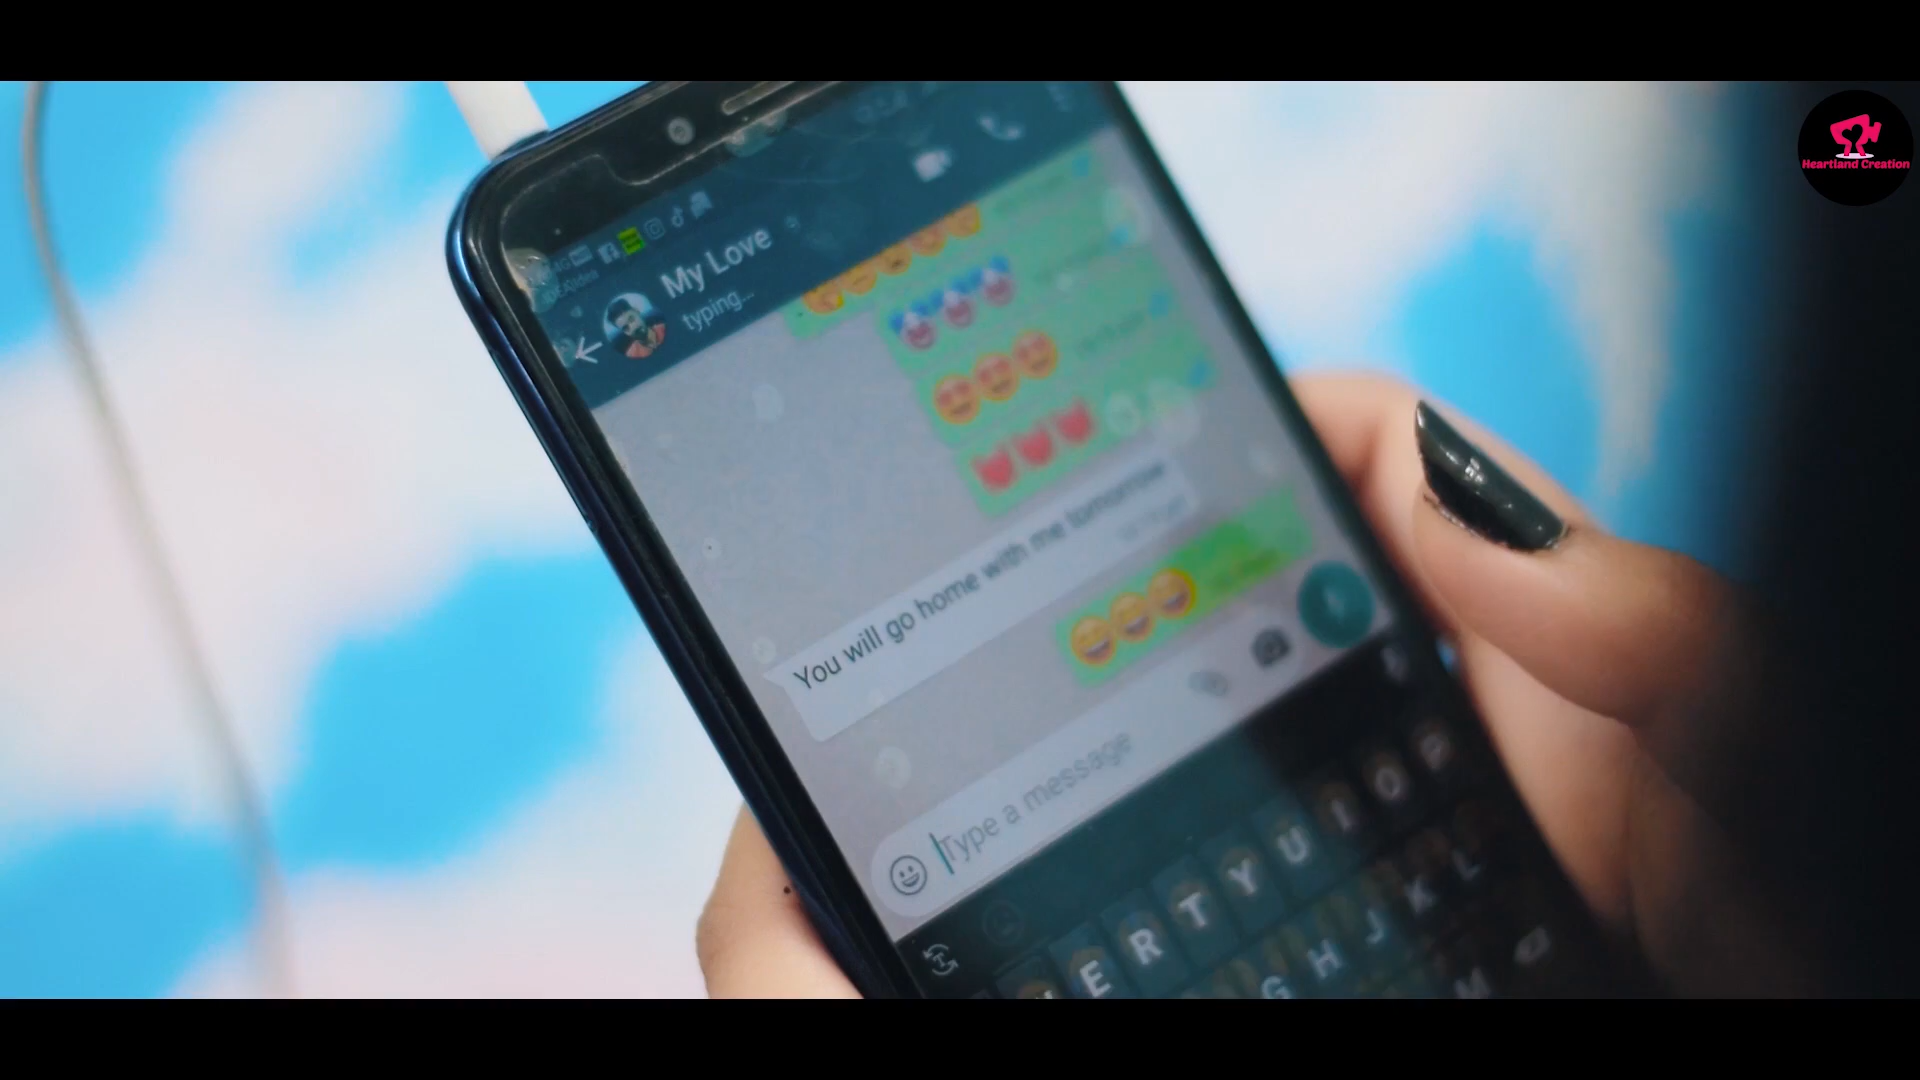 Heartland Creation
My Love
typing...
You will go home with me tomorrow
Type a message
E R T Y U I O P
G H J K L
M